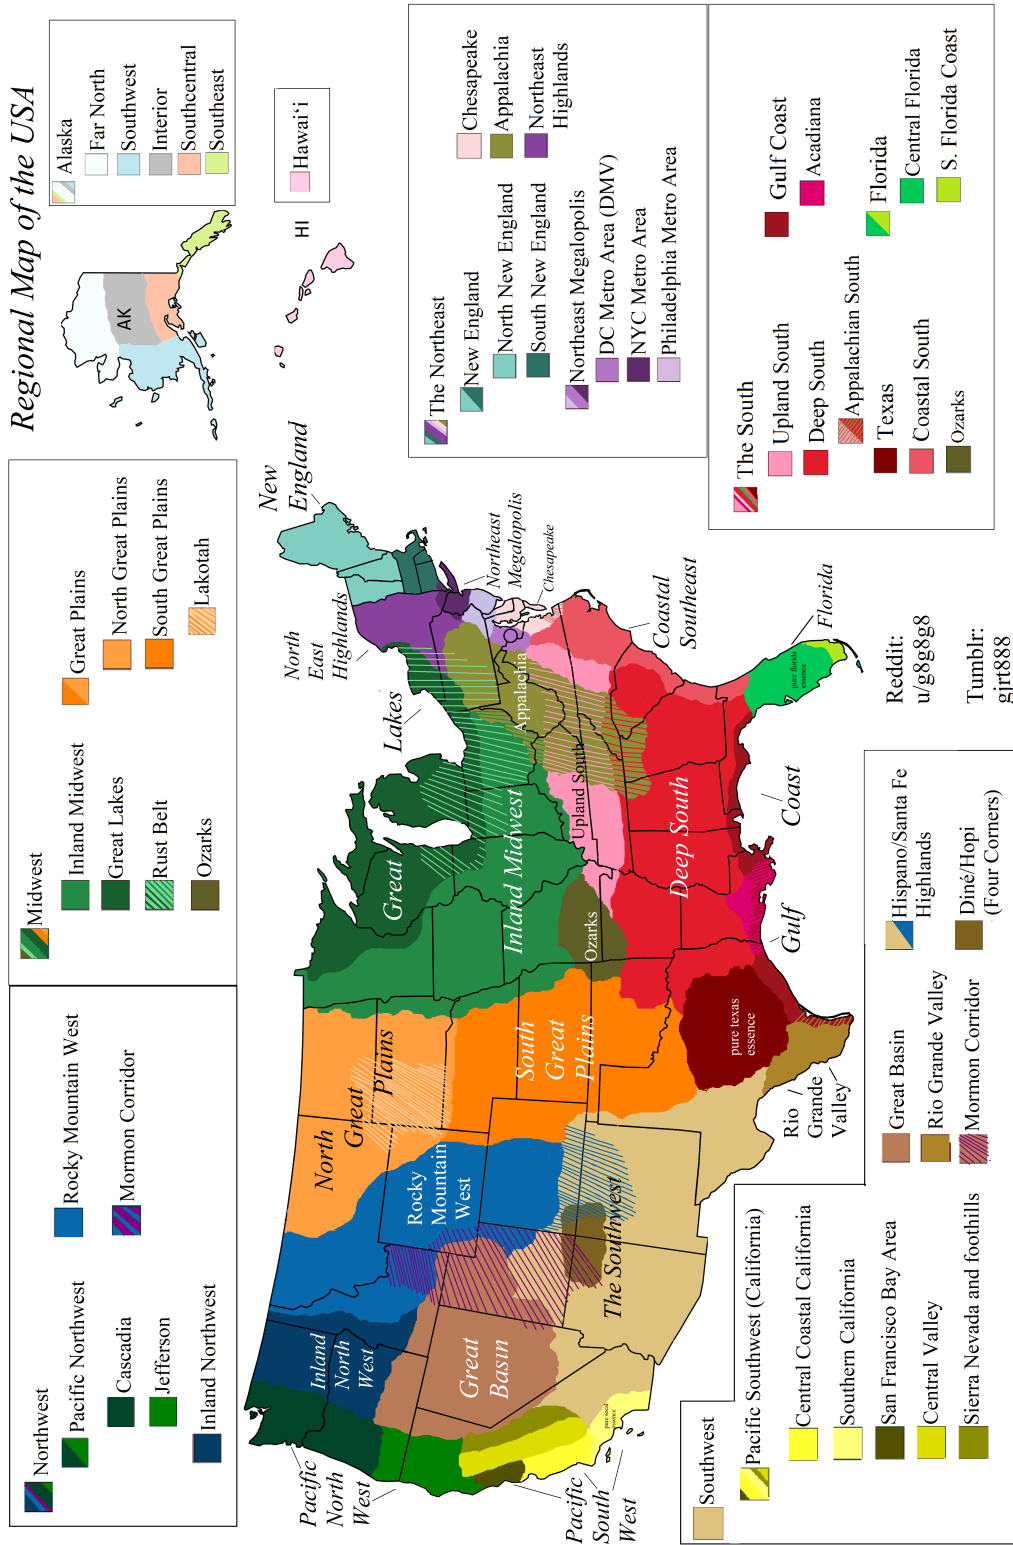 Regional Map of the USA
Northwest
Pacific Northwest
Cascadia
Jefferson
Inland Northwest
Rocky Mountain West
Mormon Corridor
Midwest
Inland Midwest
Great Lakes
Rust Belt
Ozarks
Great Plains
North Great Plains
South Great Plains
Lakotah
Alaska
Far North
Southwest
Interior
Southcentral
Southeast
AK
HI
Hawai‘i
Pacific
North
West
Inland
North
West
Rocky
Mountain
West
North
Great
Plains
Great
Lakes
North
East
Highlands
New
England
Northeast
Megalopolis
Chesapeake
Great
Basin
South
Great
Plains
Inland Midwest
Appalachia
Upland South
Ozarks
The Southwest
Deep South
Coastal
Southeast
Pacific
South
West
pure socal
essence
pure texas
essence
pure florida
essence
Florida
Rio
Grande
Valley
Gulf
Coast
The Northeast
New England
North New England
South New England
Northeast Megalopolis
DC Metro Area (DMV)
NYC Metro Area
Philadelphia Metro Area
Chesapeake
Appalachia
Northeast
Highlands
The South
Upland South
Deep South
Appalachian South
Texas
Coastal South
Ozarks
Gulf Coast
Acadiana
Florida
Central Florida
S. Florida Coast
Southwest
Pacific Southwest (California)
Central Coastal California
Southern California
San Francisco Bay Area
Central Valley
Sierra Nevada and foothills
Great Basin
Rio Grande Valley
Mormon Corridor
Hispano/Santa Fe
Highlands
Diné/Hopi
(Four Corners)
Reddit:
u/g8g8g8
Tumblr:
gjrt888